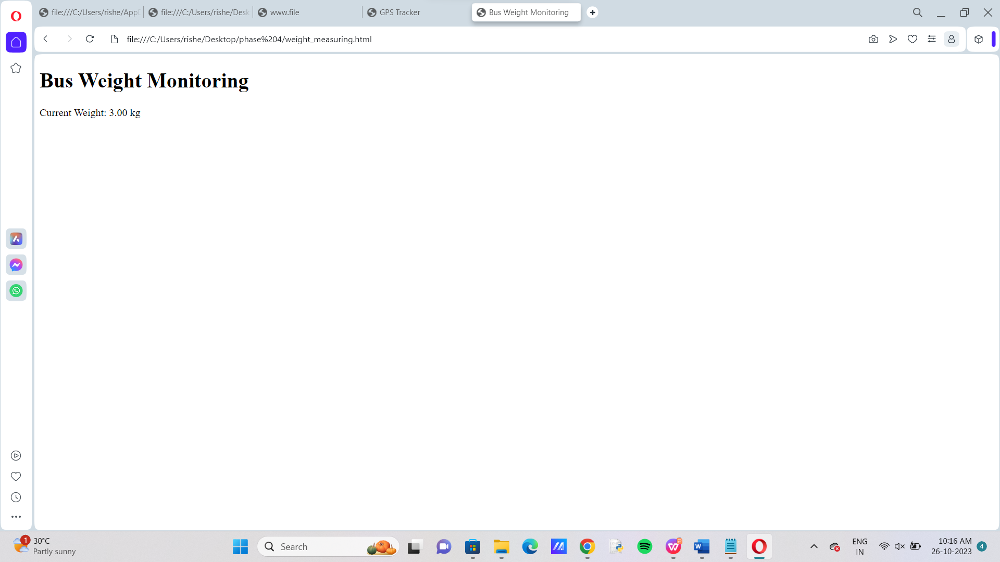 file:///C:/Users/rishe/App
file:///C:/Users/rishe/Desk
www.file
GPS Tracker
Bus Weight Monitoring
file:///C:/Users/rishe/Desktop/phase%204/weight_measuring.html
Bus Weight Monitoring
Current Weight: 3.00 kg
1
30°C
Partly sunny
Search
W
ENG
IN
10:16 AM
26-10-2023
4